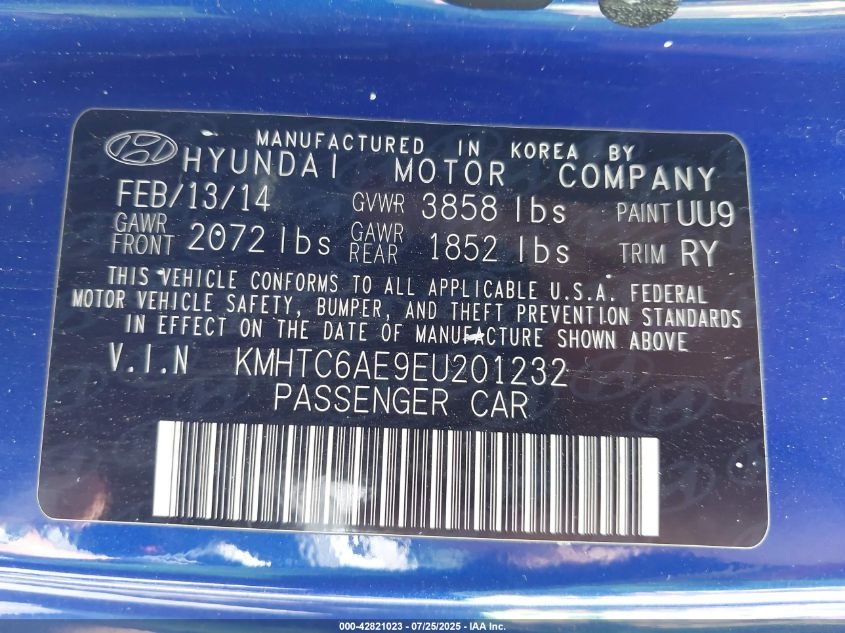 MANUFACTURED IN KOREA BY
HYUNDAI MOTOR COMPANY
FEB/13/14 GVWR 3858 lbs PAINT UU9
GAWR FRONT 2072 lbs GAWR REAR 1852 lbs TRIM RY
THIS VEHICLE CONFORMS TO ALL APPLICABLE U.S.A. FEDERAL
MOTOR VEHICLE SAFETY, BUMPER, AND THEFT PREVENTION STANDARDS
IN EFFECT ON THE DATE OF MANUFACTURE SHOWN ABOVE
V.I.N KMHTC6AE9EU201232
PASSENGER CAR
000-42821023 - 07/25/2025 - IAA Inc.